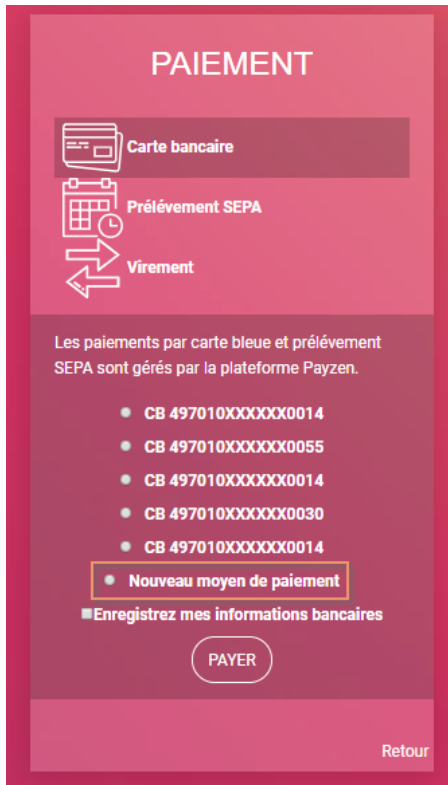 PAIEMENT
Carte bancaire
Prélévement SEPA
Virement
Les paiements par carte bleue et prélévement
SEPA sont gérés par la plateforme Payzen.
CB 497010XXXXXX0014
CB 497010XXXXXX0055
CB 497010XXXXXX0014
CB 497010XXXXXX0030
CB 497010XXXXXX0014
Nouveau moyen de paiement
Enregistrez mes informations bancaires
PAYER
Retour